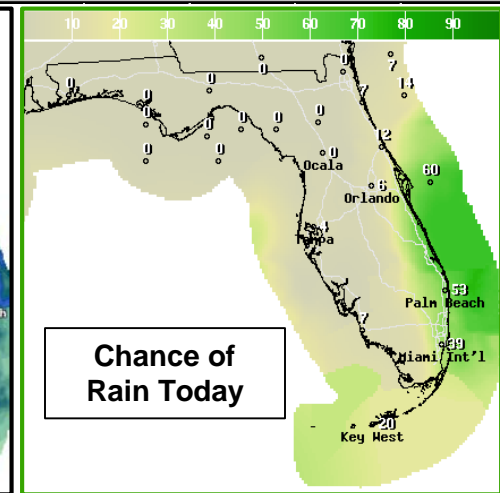 10 20 30 40 50 60 70 80 90
0 7
0 0
0 0 14
0 7
0 0
0 0 0 12
0 0 0
Ocala 60
6
Orlando
4
Tampa
53
Palm Beach
7
39
Miami Int'l
Chance of
Rain Today
20
Key West